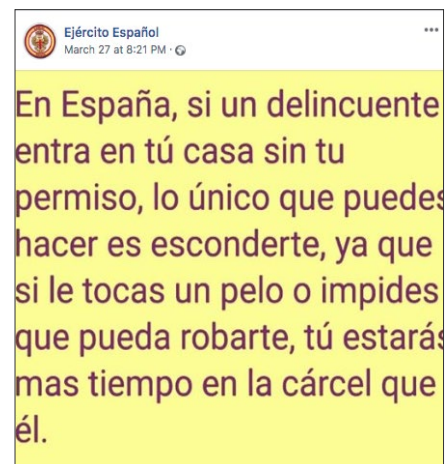 Ejército Español
March 27 at 8:21 PM ·
En España, si un delincuente
entra en tú casa sin tu
permiso, lo único que puedes
hacer es esconderte, ya que
si le tocas un pelo o impides
que pueda robarte, tú estarás
mas tiempo en la cárcel que
él.